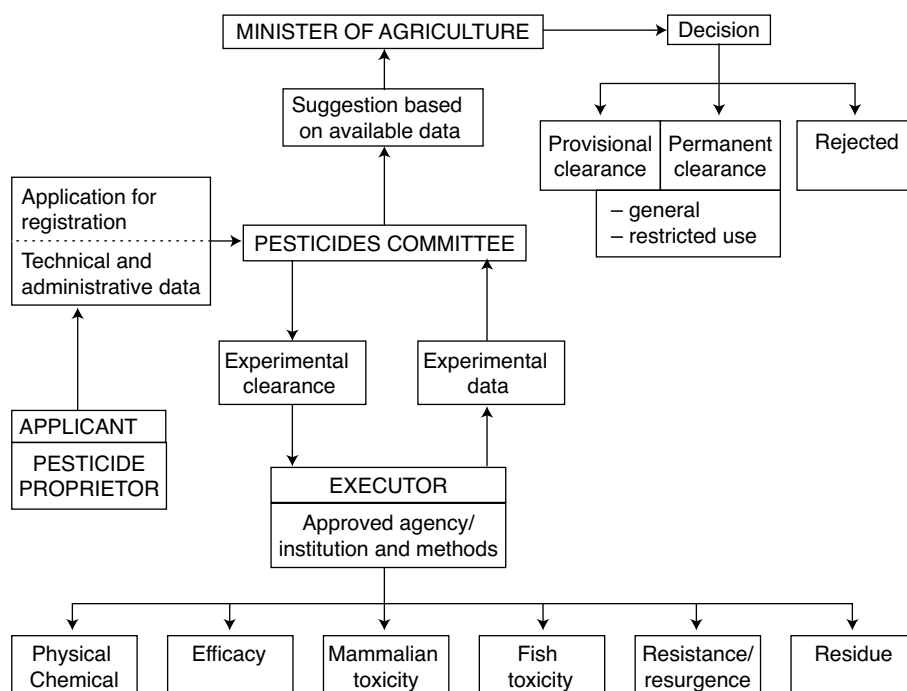 MINISTER OF AGRICULTURE
Decision
Suggestion based
on available data
Provisional
clearance
Permanent
clearance
– general
– restricted use
Rejected
Application for
registration
Technical and
administrative data
PESTICIDES COMMITTEE
Experimental
clearance
Experimental
data
APPLICANT
PESTICIDE
PROPRIETOR
EXECUTOR
Approved agency/
institution and methods
Physical
Chemical
Efficacy
Mammalian
toxicity
Fish
toxicity
Resistance/
resurgence
Residue